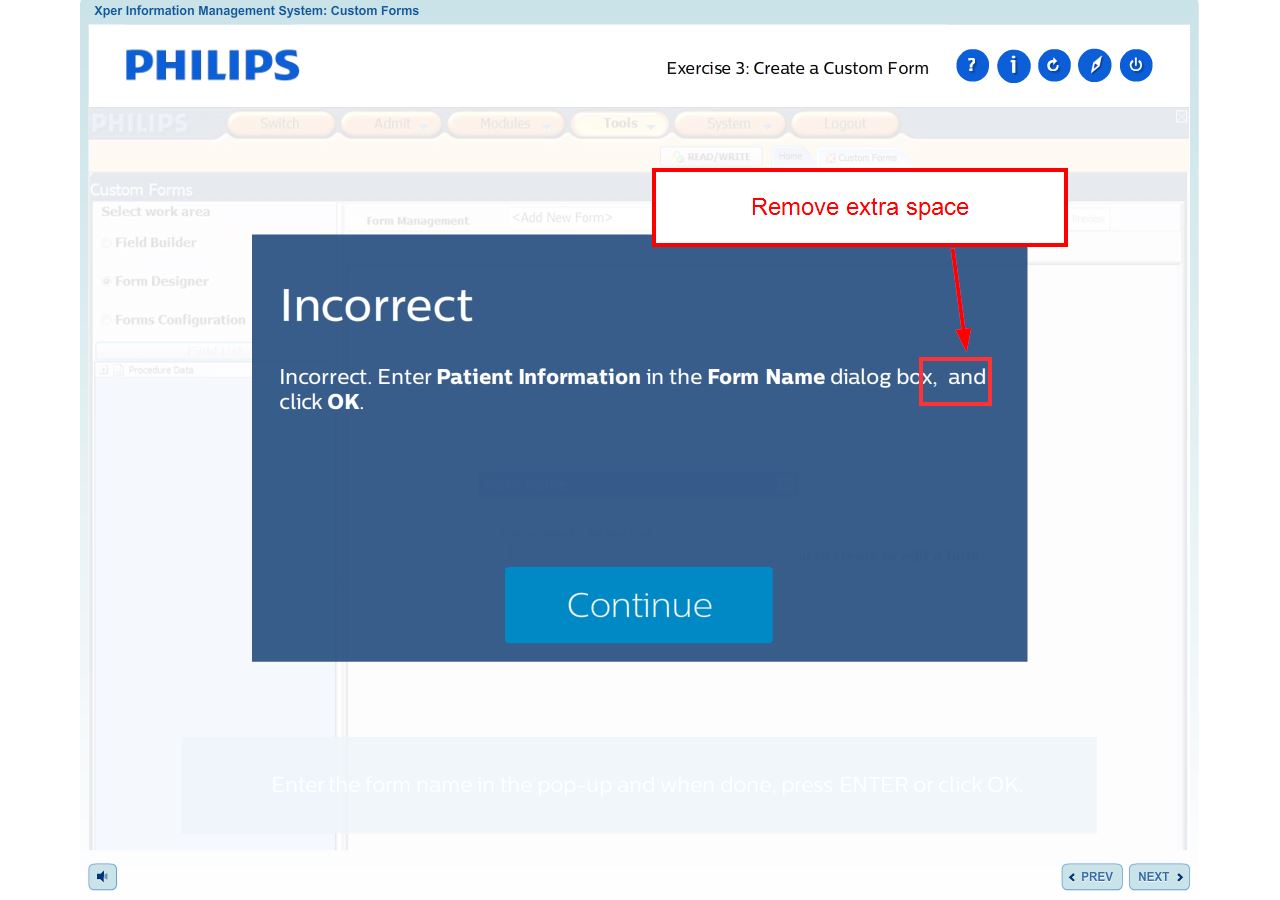 Xper Information Management System: Custom Forms
PHILIPS
Exercise 3: Create a Custom Form
?
i
PHILIPS
Switch
Admit
Modules
Tools
System
Logout
READ/WRITE
Home
Custom Forms
Custom Forms
Select work area
Form Management
<Add New Form>
Preview
Remove extra space
Field Builder
Form Designer
Forms Configuration
Field List
Procedure Data
Incorrect
Incorrect. Enter Patient Information in the Form Name dialog box,  and
click OK.
Continue
Enter the form name in the pop-up and when done, press ENTER or click OK.
PREV
NEXT